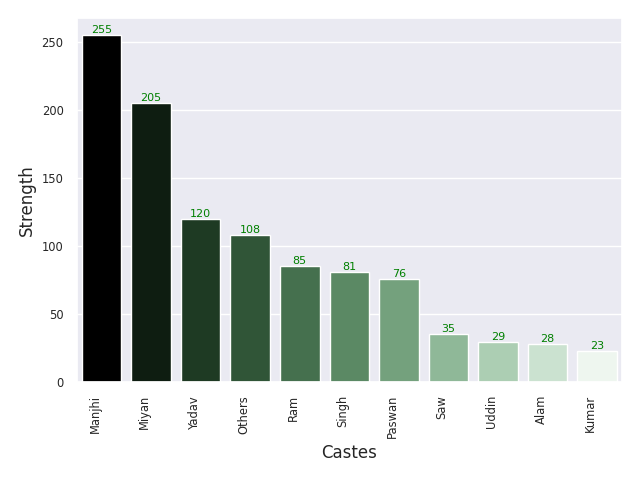 255
205
120
108
85
81
76
35
29
28
23
250
200
150
100
50
0
Strength
Manjhi
Miyan
Yadav
Others
Ram
Singh
Paswan
Saw
Uddin
Alam
Kumar
Castes